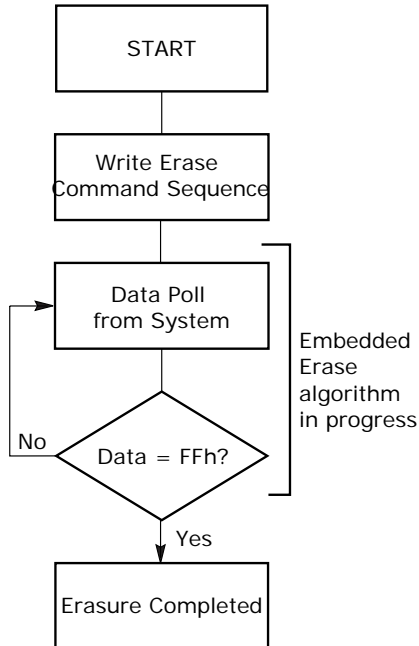 START
Write Erase
Command Sequence
Data Poll
from System
Embedded
Erase
algorithm
in progress
No
Data = FFh?
Yes
Erasure Completed